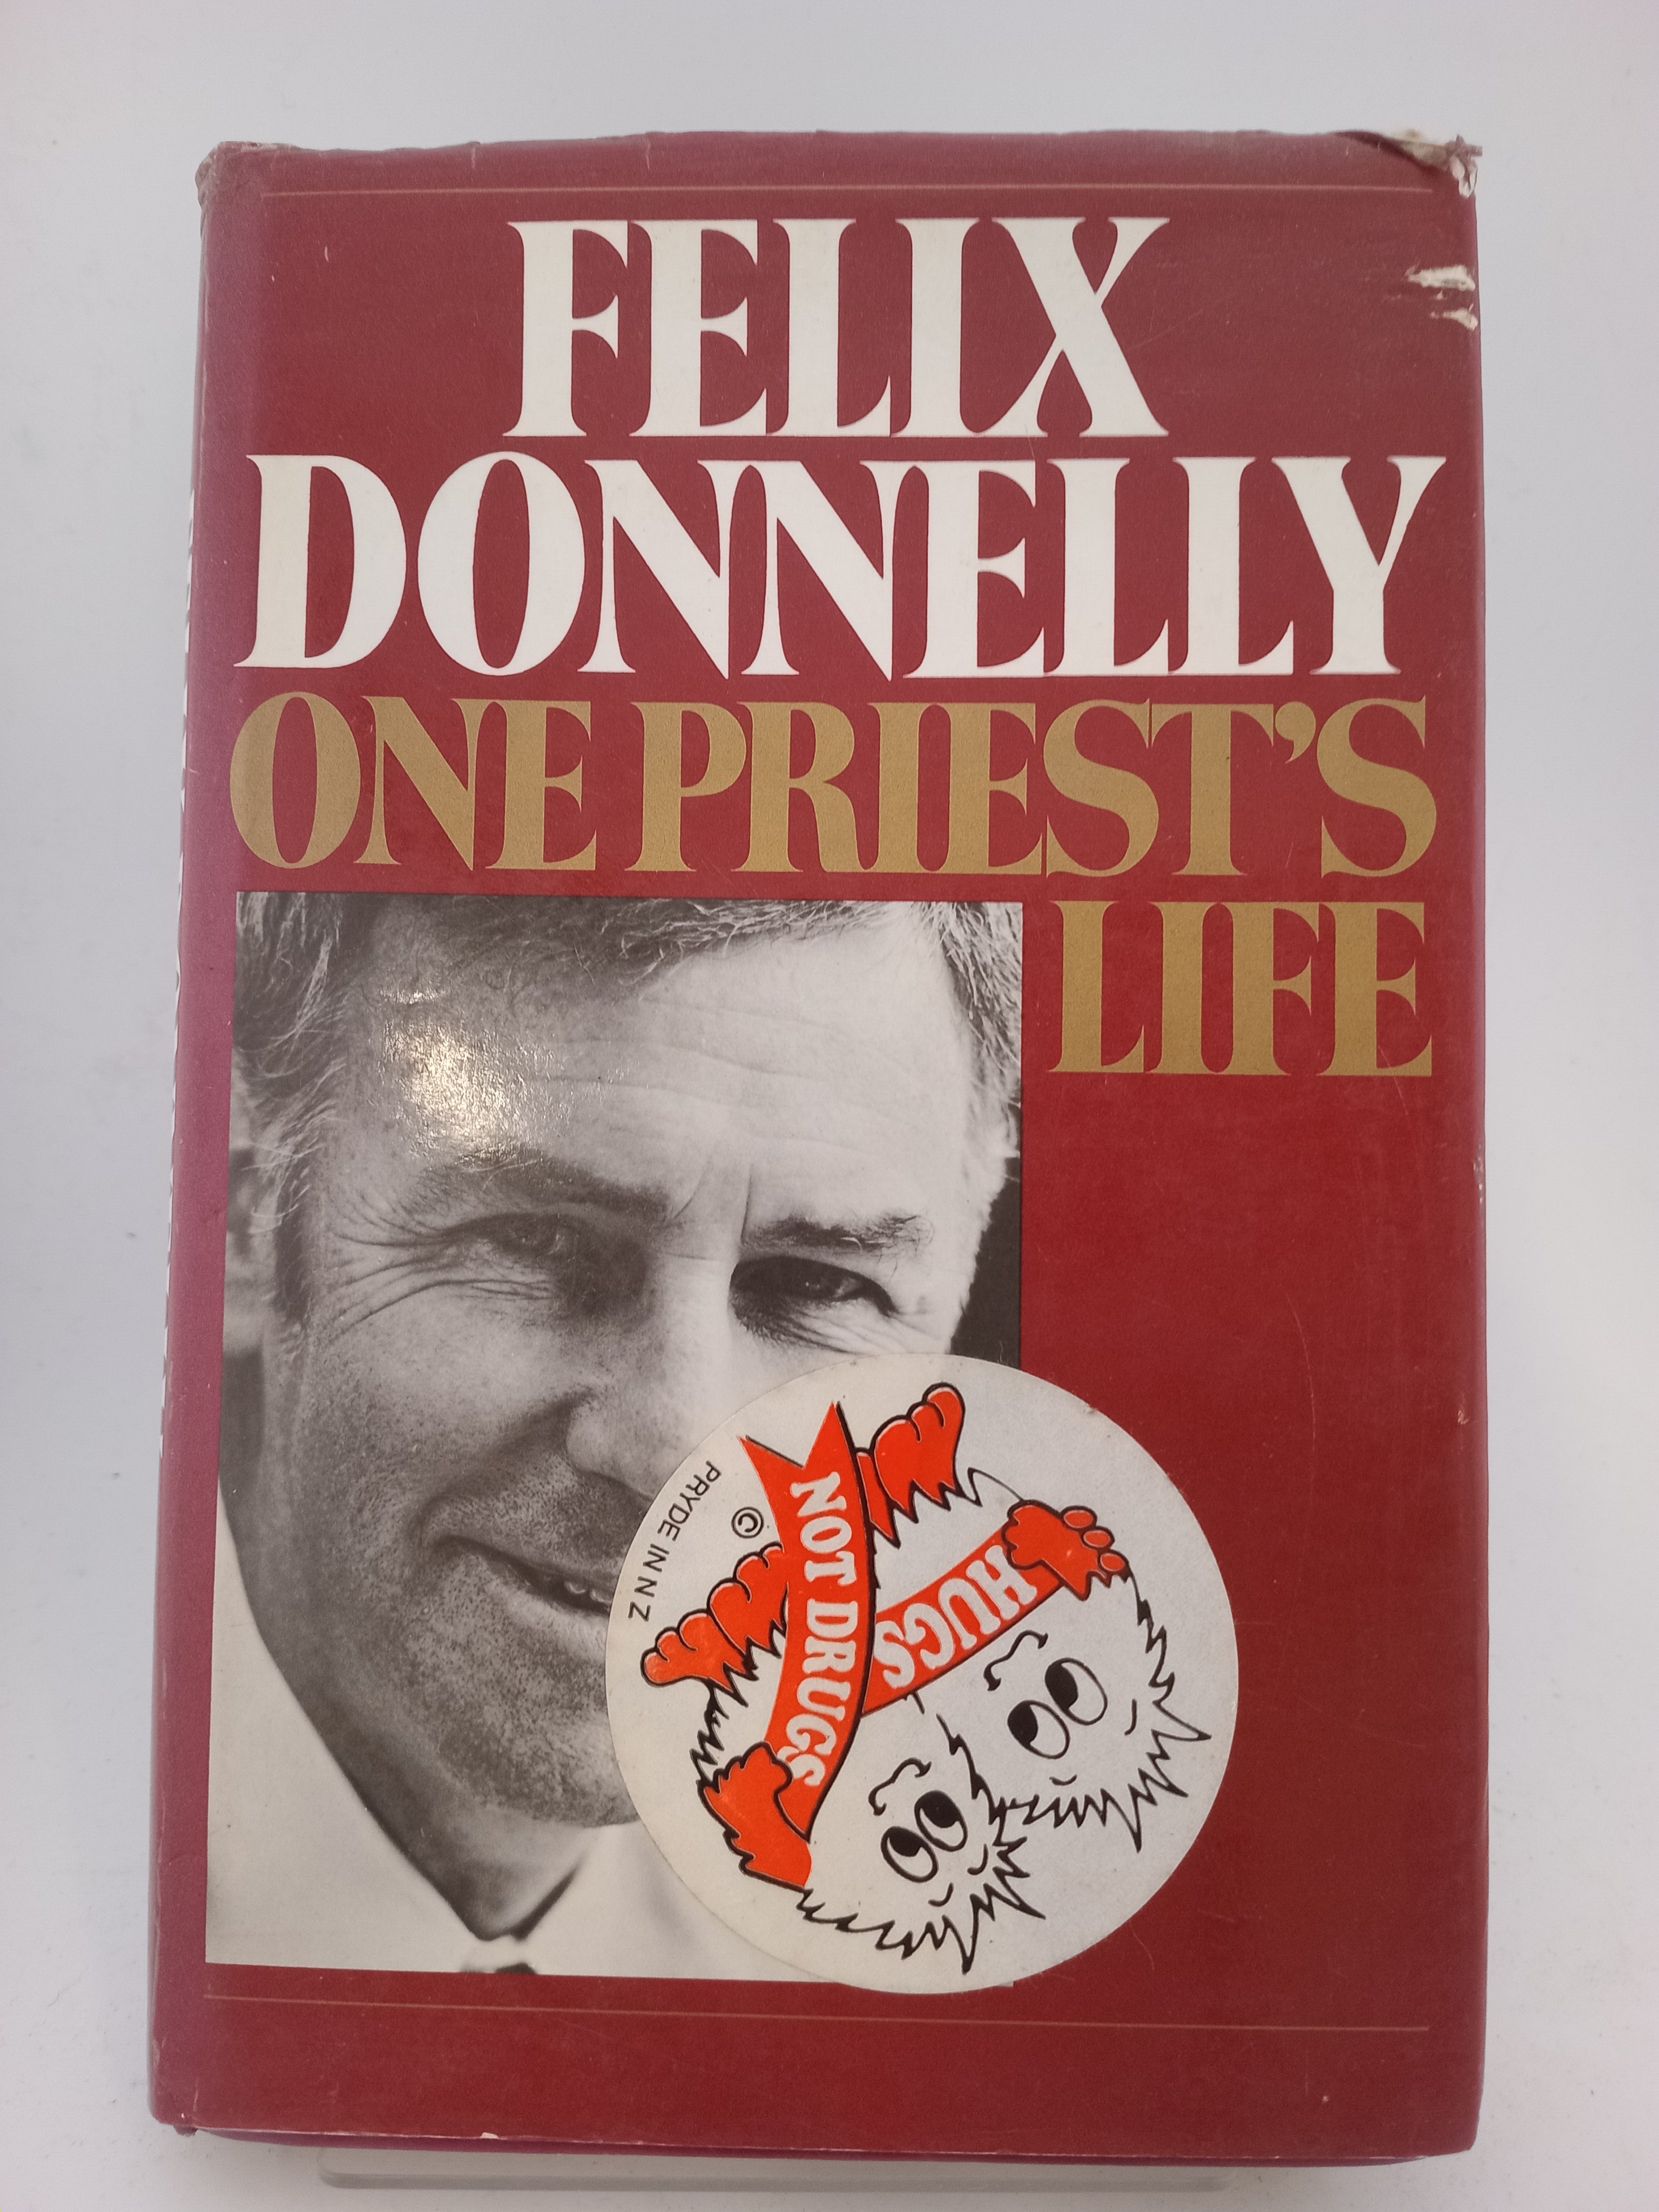 FELIX
DONNELLY
ONE PRIEST'S
LIFE
HUGS
NOT DRUGS
© PRYDE IN N Z